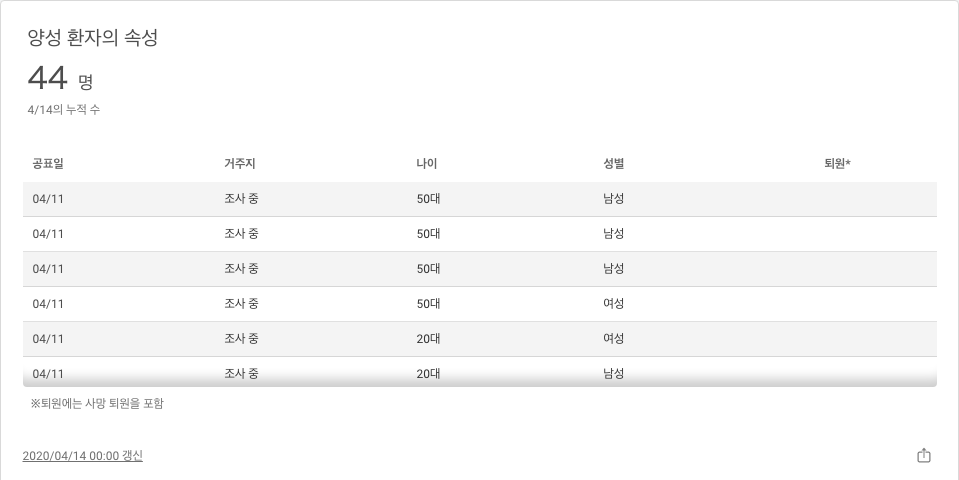 양성 환자의 속성
44 명
4/14의 누적 수
공표일 거주지 나이 성별 퇴원*
04/11 조사 중 50대 남성
04/11 조사 중 50대 남성
04/11 조사 중 50대 남성
04/11 조사 중 50대 여성
04/11 조사 중 20대 여성
04/11 조사 중 20대 남성
※퇴원에는 사망 퇴원을 포함
2020/04/14 00:00 갱신